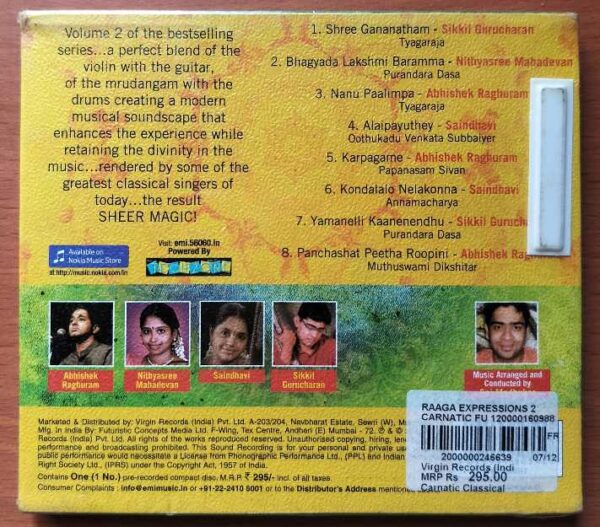 Volume 2 of the bestselling
series...a perfect blend of the
violin with the guitar,
of the mrudangam with the
drums creating a modern
musical soundscape that
enhances the experience while
retaining the divinity in the
music...rendered by some of
the greatest classical singers of
today...the result
SHEER MAGIC!
1. Shree Gananatham - Sikkil Gurucharan
Tyagaraja
2. Bhagyada Lakshmi Baramma - Nithyasree Mahadevan
Purandara Dasa
3. Nanu Paalimpa - Abhishek Raghuram
Tyagaraja
4. Alaipayuthey - Saindhavi
Oothukadu Venkata Subbaiyer
5. Karpagame - Abhishek Raghuram
Papanasam Sivan
6. Kondalalo Nelakonna - Saindhavi
Annamacharya
7. Yamanelli Kaanenendhu - Sikkil
Purandara Dasa
8. Panchashat Peetha Roopini - Abhishek
Muthuswami Dikshitar
Available on
Nokia Music Store
at http://music.nokia.co.in
Visit: emi.56060.in
Powered By
Abhishek
Raghuram
Nithyasree
Mahadevan
Saindhavi
Sikkil
Gurucharan
Music Arranged and
Conducted by
Marketed & Distributed by: Virgin Records (India) Pvt. Ltd. A-203/204, Navbharat Estate, Sewri (W),
Mfg. in India By: Futuristic Concepts Media Ltd. F-Wing, Tex Centre, Andheri (E) Mumbai - 72. ℗ & ©
Records (India) Pvt. Ltd. All rights of the works reproduced reserved. Unauthorised copying, hiring,
performance and broadcasting prohibited. This Sound Recording is for your personal and private
public performance would necessitate a License from Phonographic Performance Ltd., (PPL) and Indian
Right Society Ltd., (IPRS) under the Copyright Act, 1957 of India.
Contains One (1 No.) pre-recorded compact disc. M.R.P. ₹ 295/- incl. of all taxes.
Consumer Complaints : info@emimusic.in or +91-22-2410 5001 or to the Distributor's Address mentioned
RAAGA EXPRESSIONS 2
CARNATIC FU 120000160988
FR
2000000246639 07/12
Virgin Records (Indi
MRP Rs 295.00
Carnatic Classical